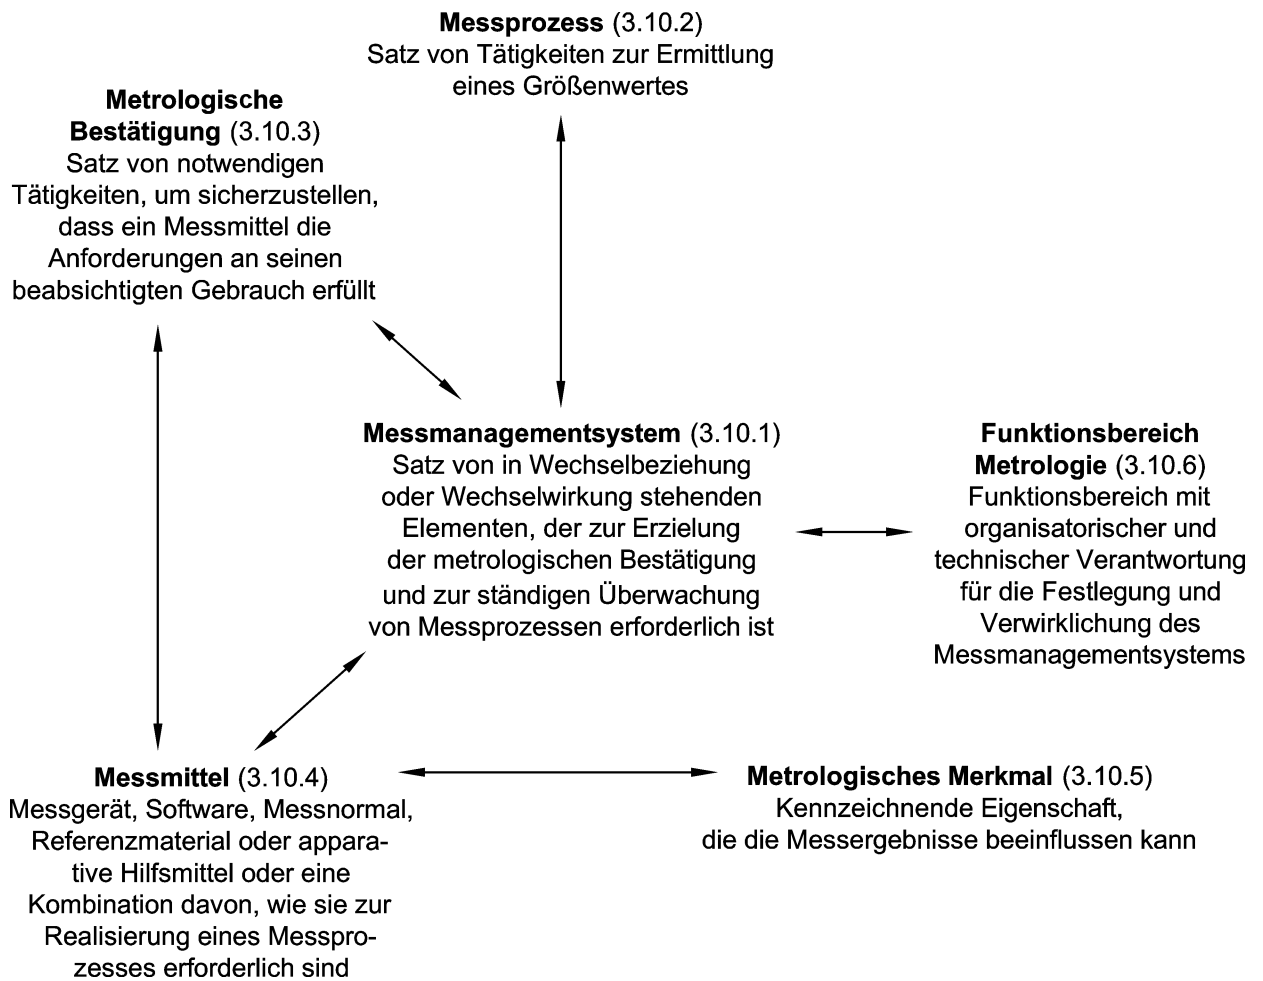 Messprozess (3.10.2)
Satz von Tätigkeiten zur Ermittlung
eines Größenwertes
Metrologische
Bestätigung (3.10.3)
Satz von notwendigen
Tätigkeiten, um sicherzustellen,
dass ein Messmittel die
Anforderungen an seinen
beabsichtigten Gebrauch erfüllt
Messmanagementsystem (3.10.1)
Satz von in Wechselbeziehung
oder Wechselwirkung stehenden
Elementen, der zur Erzielung
der metrologischen Bestätigung
und zur ständigen Überwachung
von Messprozessen erforderlich ist
Funktionsbereich
Metrologie (3.10.6)
Funktionsbereich mit
organisatorischer und
technischer Verantwortung
für die Festlegung und
Verwirklichung des
Messmanagementsystems
Messmittel (3.10.4)
Messgerät, Software, Messnormal,
Referenzmaterial oder appara-
tive Hilfsmittel oder eine
Kombination davon, wie sie zur
Realisierung eines Messpro-
zesses erforderlich sind
Metrologisches Merkmal (3.10.5)
Kennzeichnende Eigenschaft,
die die Messergebnisse beeinflussen kann